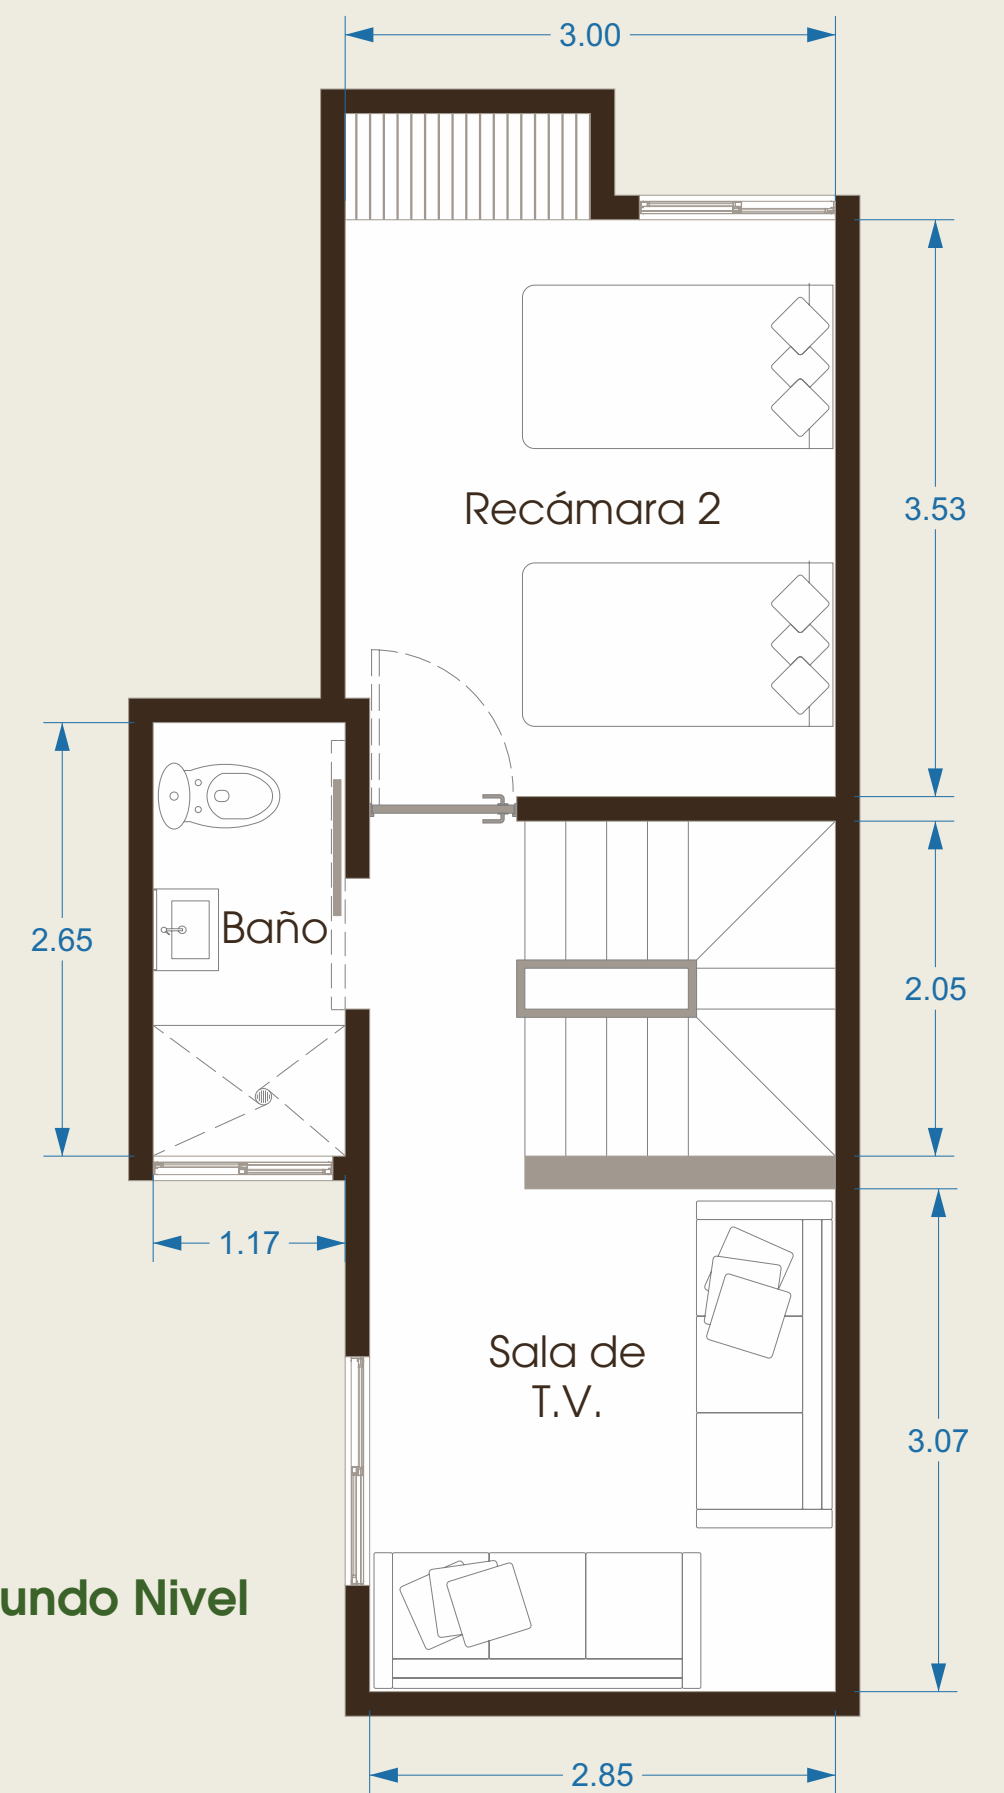 3.00
3.53
Recámara 2
2.65
Baño
2.05
1.17
Sala de
T.V.
3.07
undo Nivel
2.85